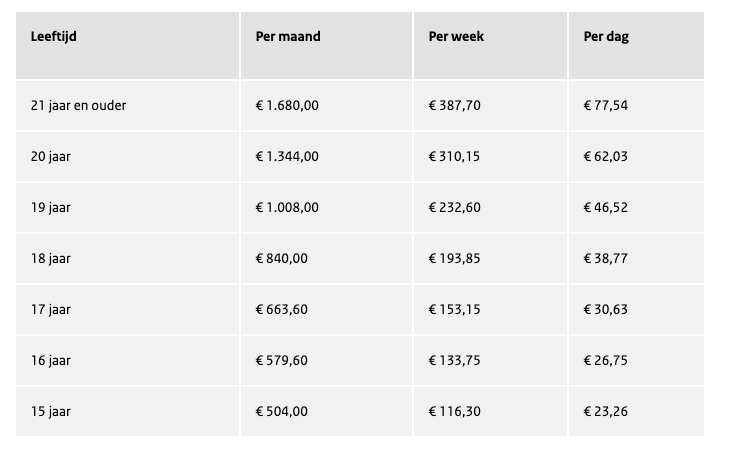 Leeftijd Per maand Per week Per dag
21 jaar en ouder € 1.680,00 € 387,70 € 77,54
20 jaar € 1.344,00 € 310,15 € 62,03
19 jaar € 1.008,00 € 232,60 € 46,52
18 jaar € 840,00 € 193,85 € 38,77
17 jaar € 663,60 € 153,15 € 30,63
16 jaar € 579,60 € 133,75 € 26,75
15 jaar € 504,00 € 116,30 € 23,26